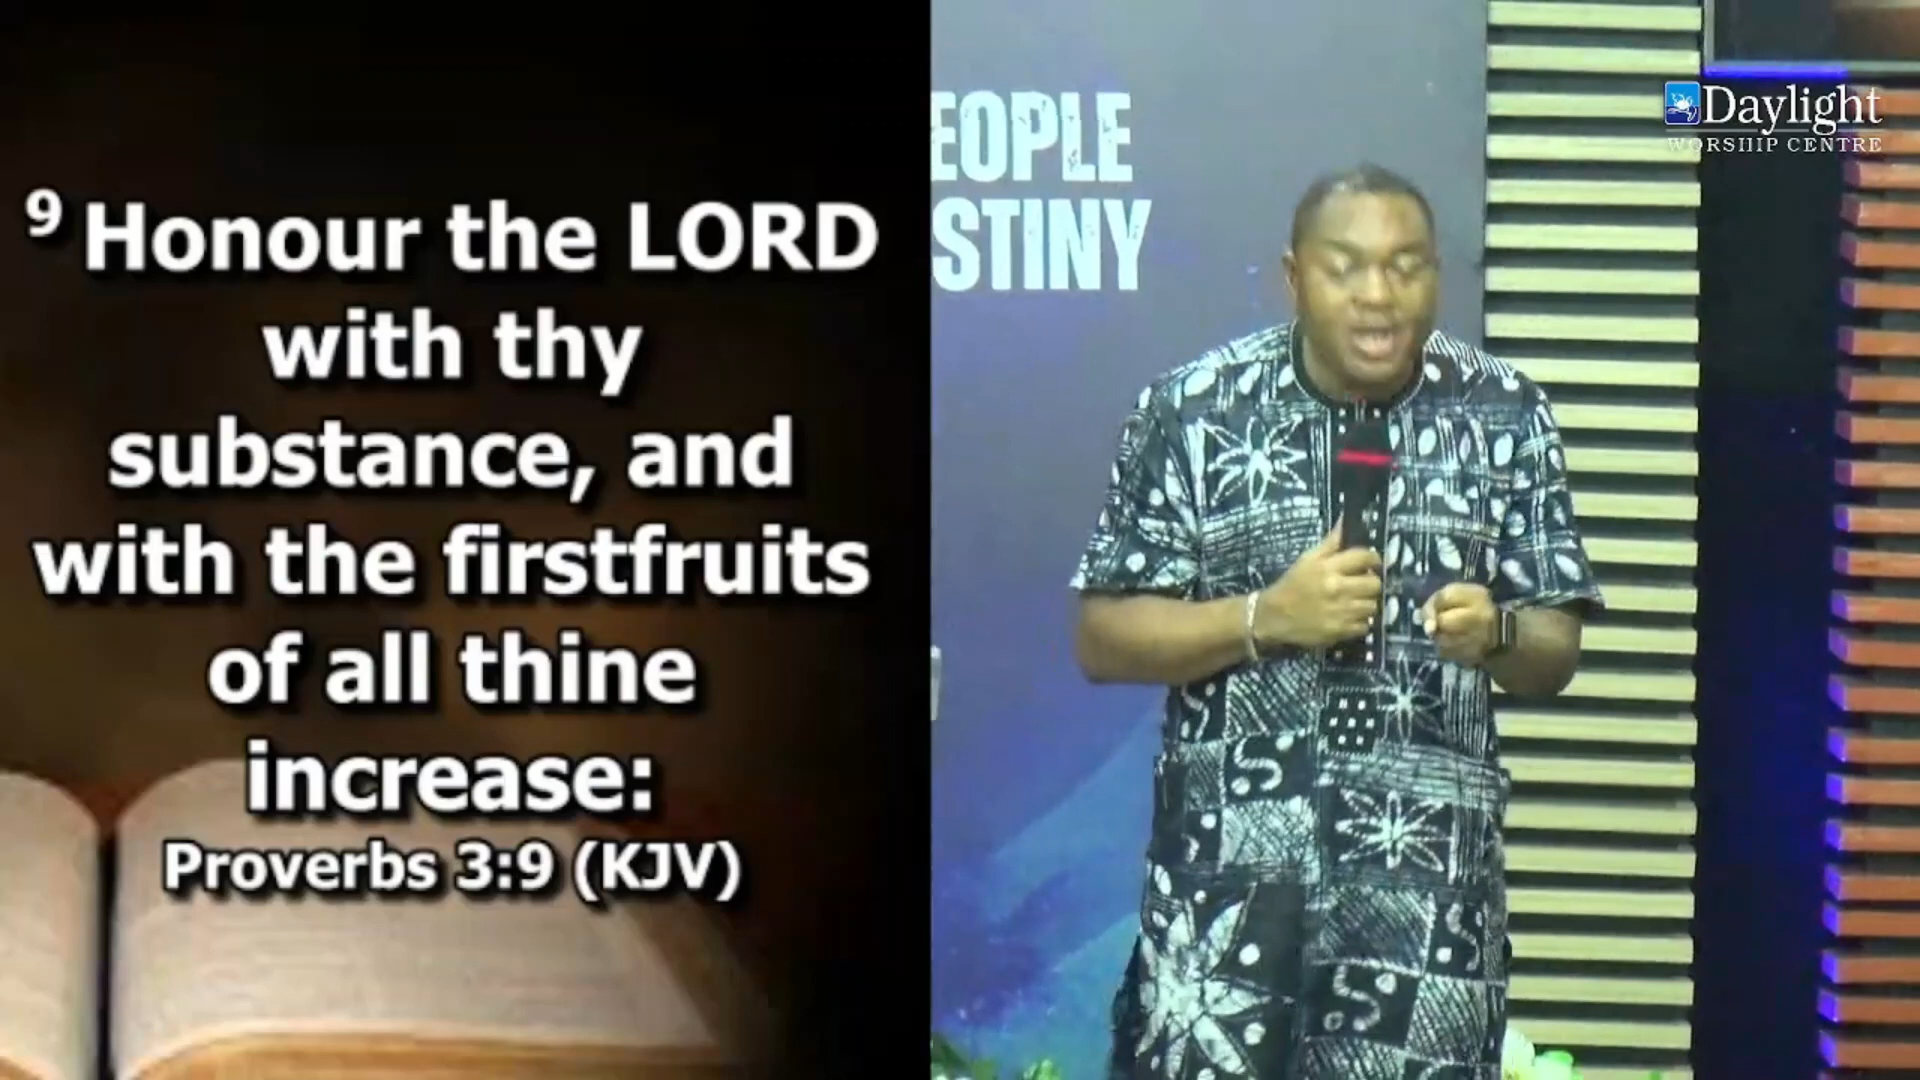 9 Honour the LORD
with thy
substance, and
with the firstfruits
of all thine
increase:
Proverbs 3:9 (KJV)
EOPLE
STINY
Daylight
WORSHIP CENTRE